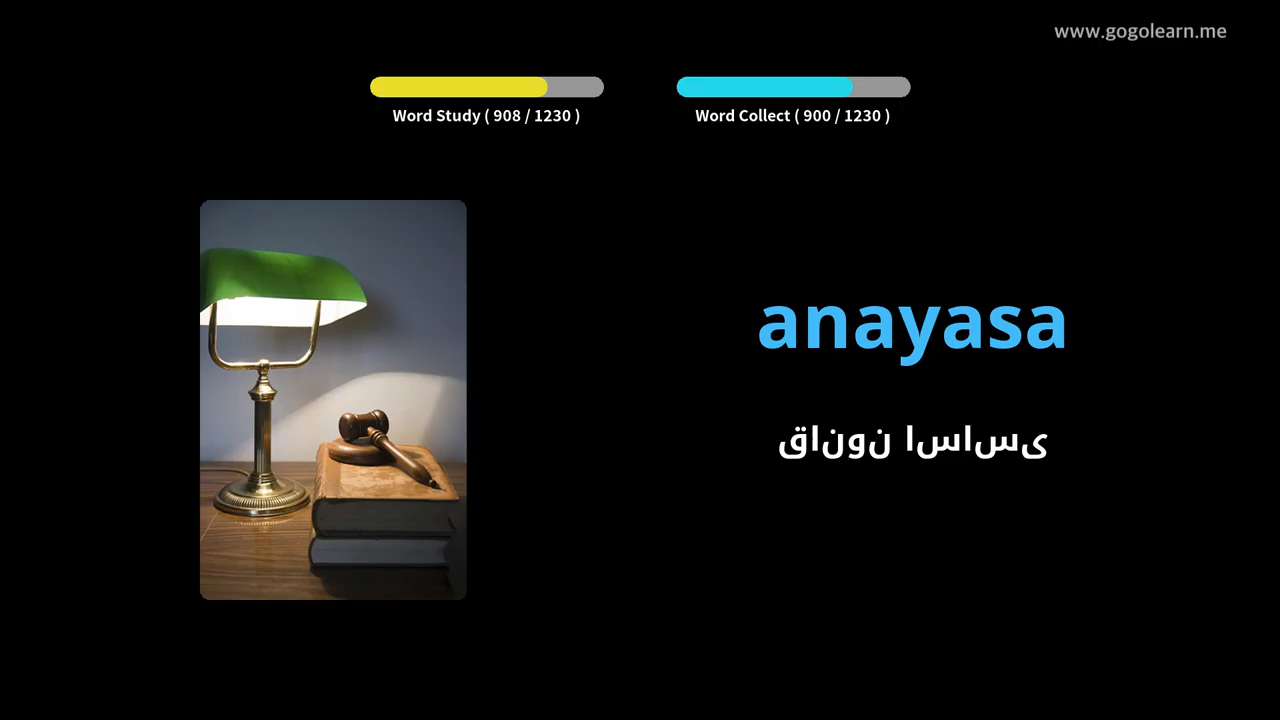 www.gogolearn.me
Word Study ( 908 / 1230 )
Word Collect ( 900 / 1230 )
anayasa
قانون اساسی